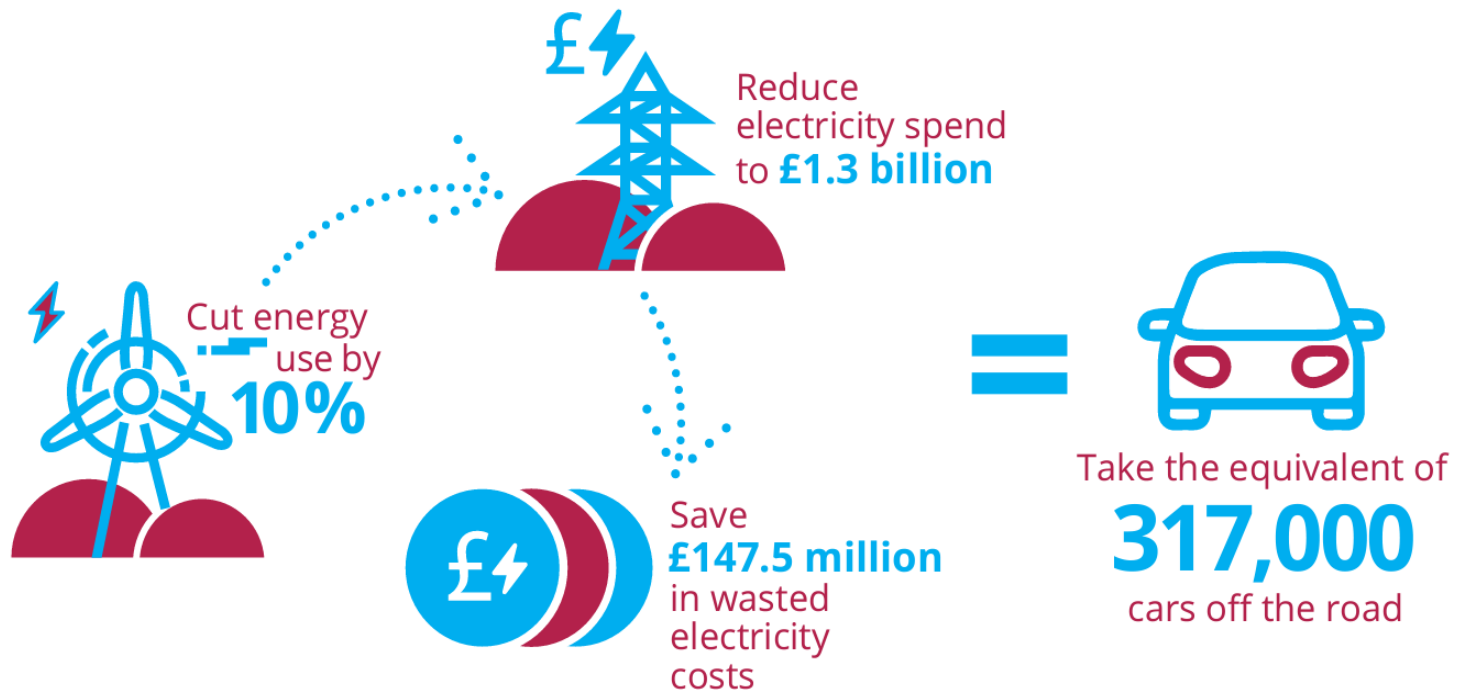 £
Reduce
electricity spend
to £1.3 billion
Cut energy
use by
10%
£
Save
£147.5 million
in wasted
electricity
costs
=
Take the equivalent of
317,000
cars off the road